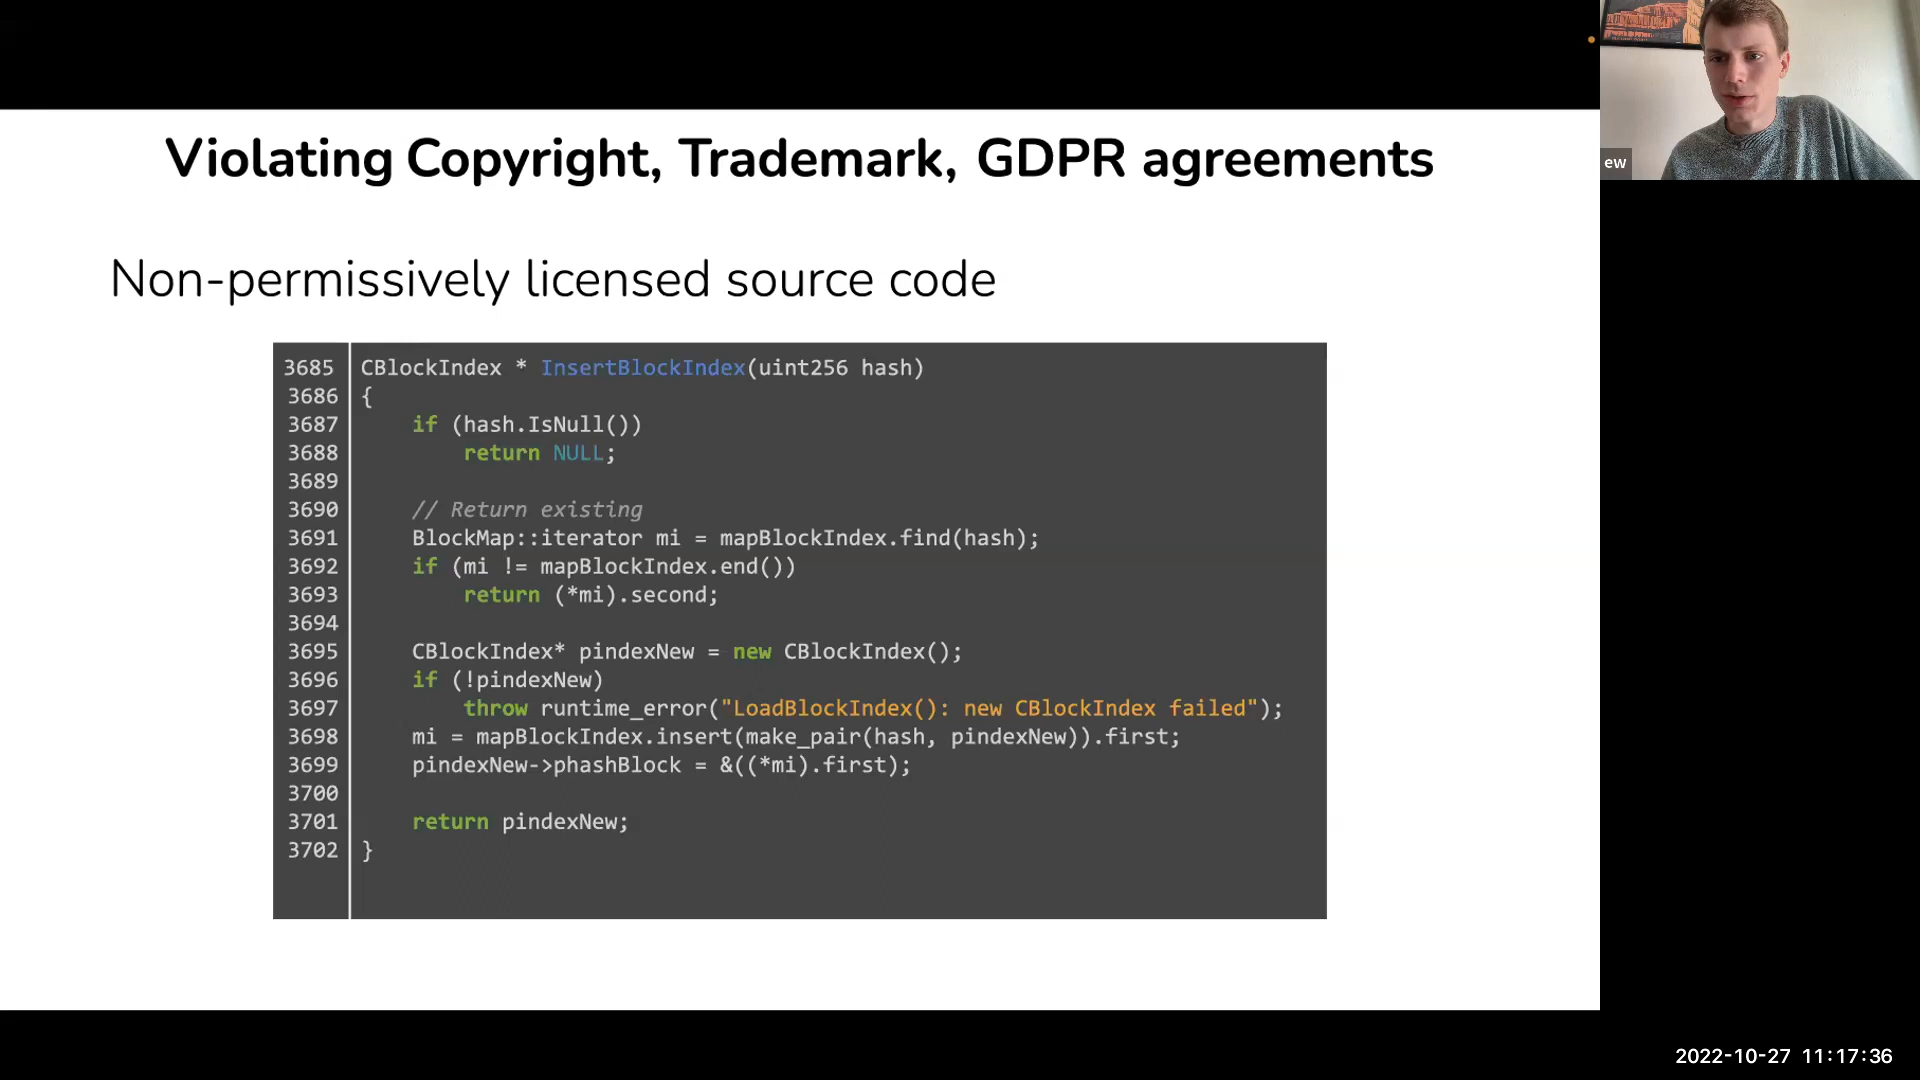 Violating Copyright, Trademark, GDPR agreements
ew
Non-permissively licensed source code
3685 CBlockIndex * InsertBlockIndex(uint256 hash)
3686 {
3687     if (hash.IsNull())
3688         return NULL;
3689
3690     // Return existing
3691     BlockMap::iterator mi = mapBlockIndex.find(hash);
3692     if (mi != mapBlockIndex.end())
3693         return (*mi).second;
3694
3695     CBlockIndex* pindexNew = new CBlockIndex();
3696     if (!pindexNew)
3697         throw runtime_error("LoadBlockIndex(): new CBlockIndex failed");
3698     mi = mapBlockIndex.insert(make_pair(hash, pindexNew)).first;
3699     pindexNew->phashBlock = &((*mi).first);
3700
3701     return pindexNew;
3702 }
2022-10-27 11:17:36